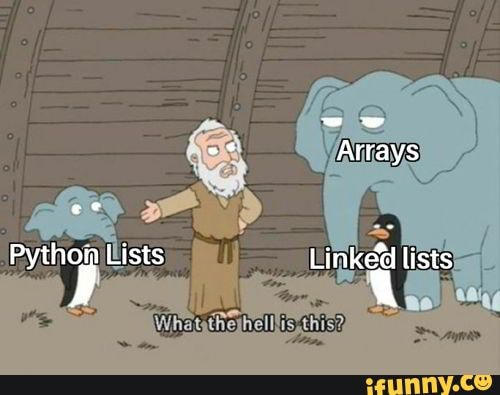 Arrays
Python Lists
Linked lists
What the hell is this?
ifunny.co